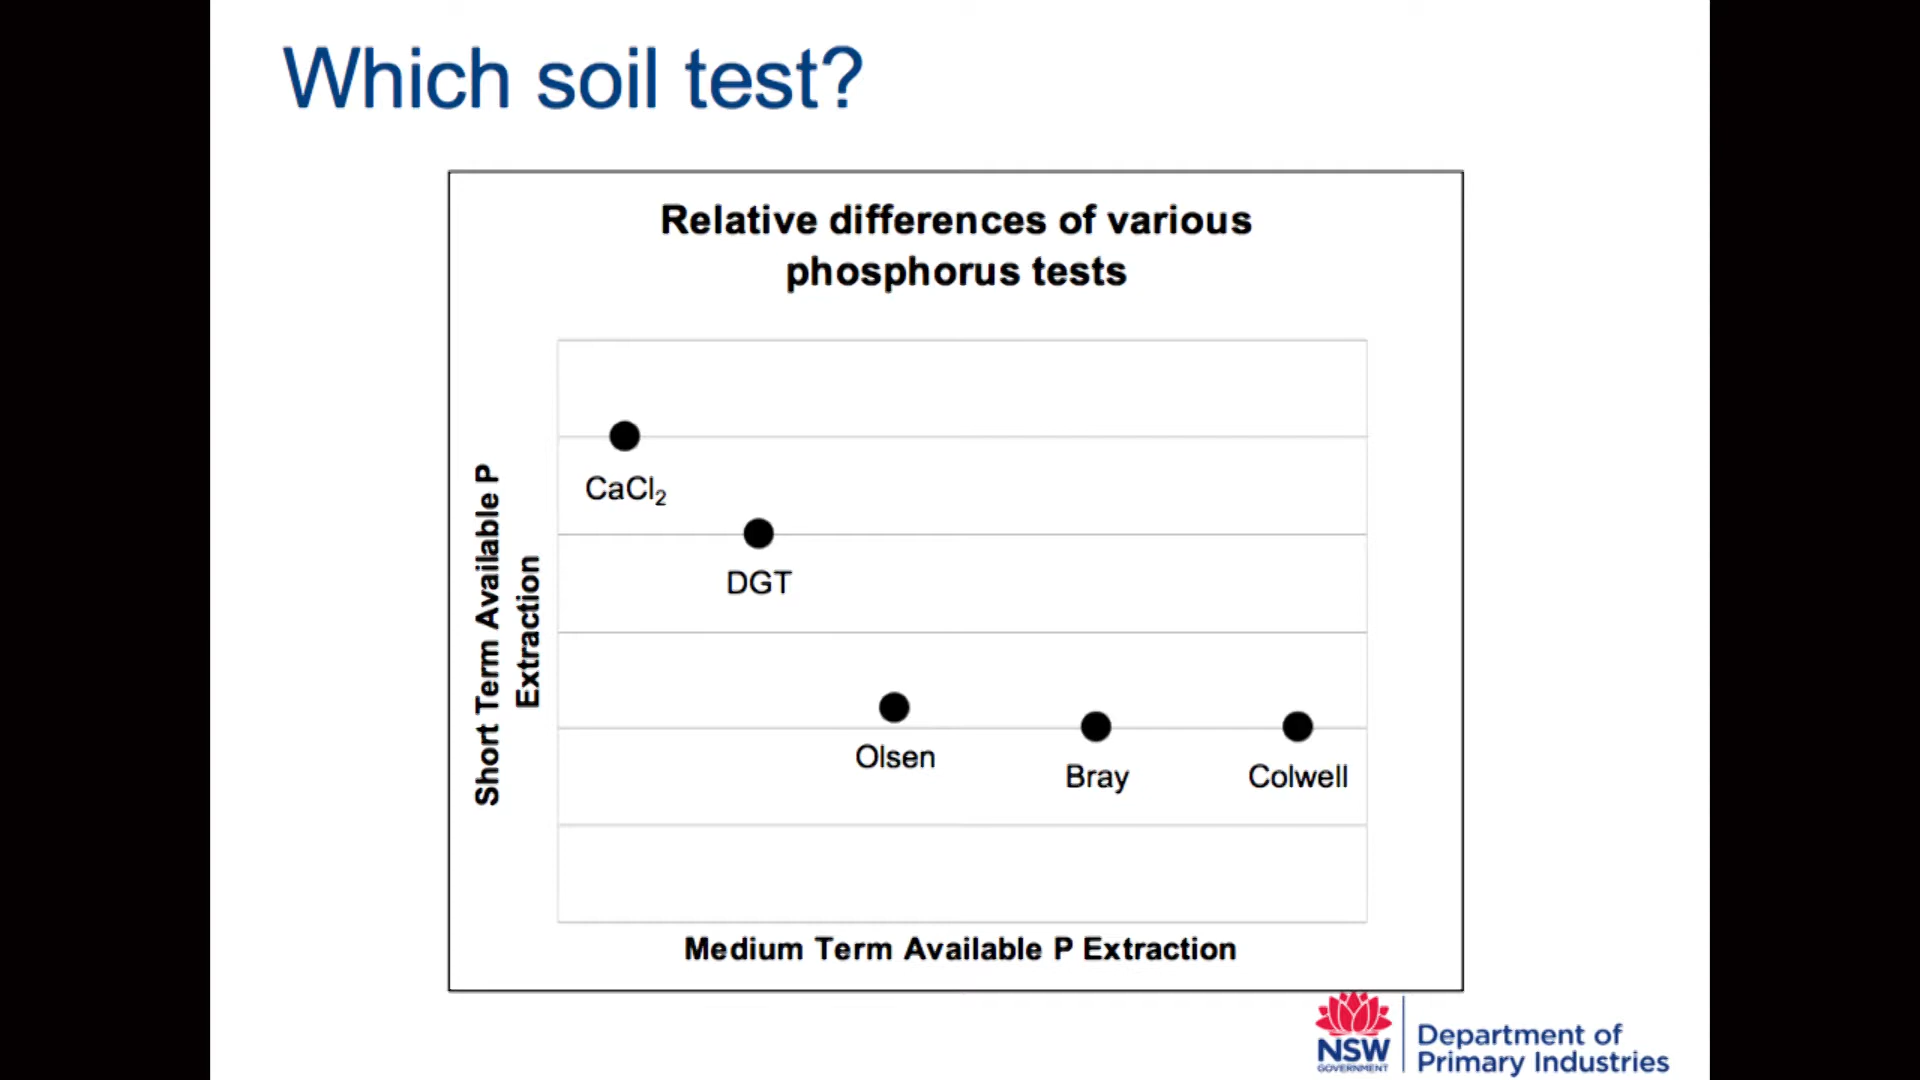 Which soil test?
Relative differences of various
phosphorus tests
Short Term Available P
Extraction
CaCl₂
DGT
Olsen
Bray
Colwell
Medium Term Available P Extraction
NSW
GOVERNMENT
Department of
Primary Industries